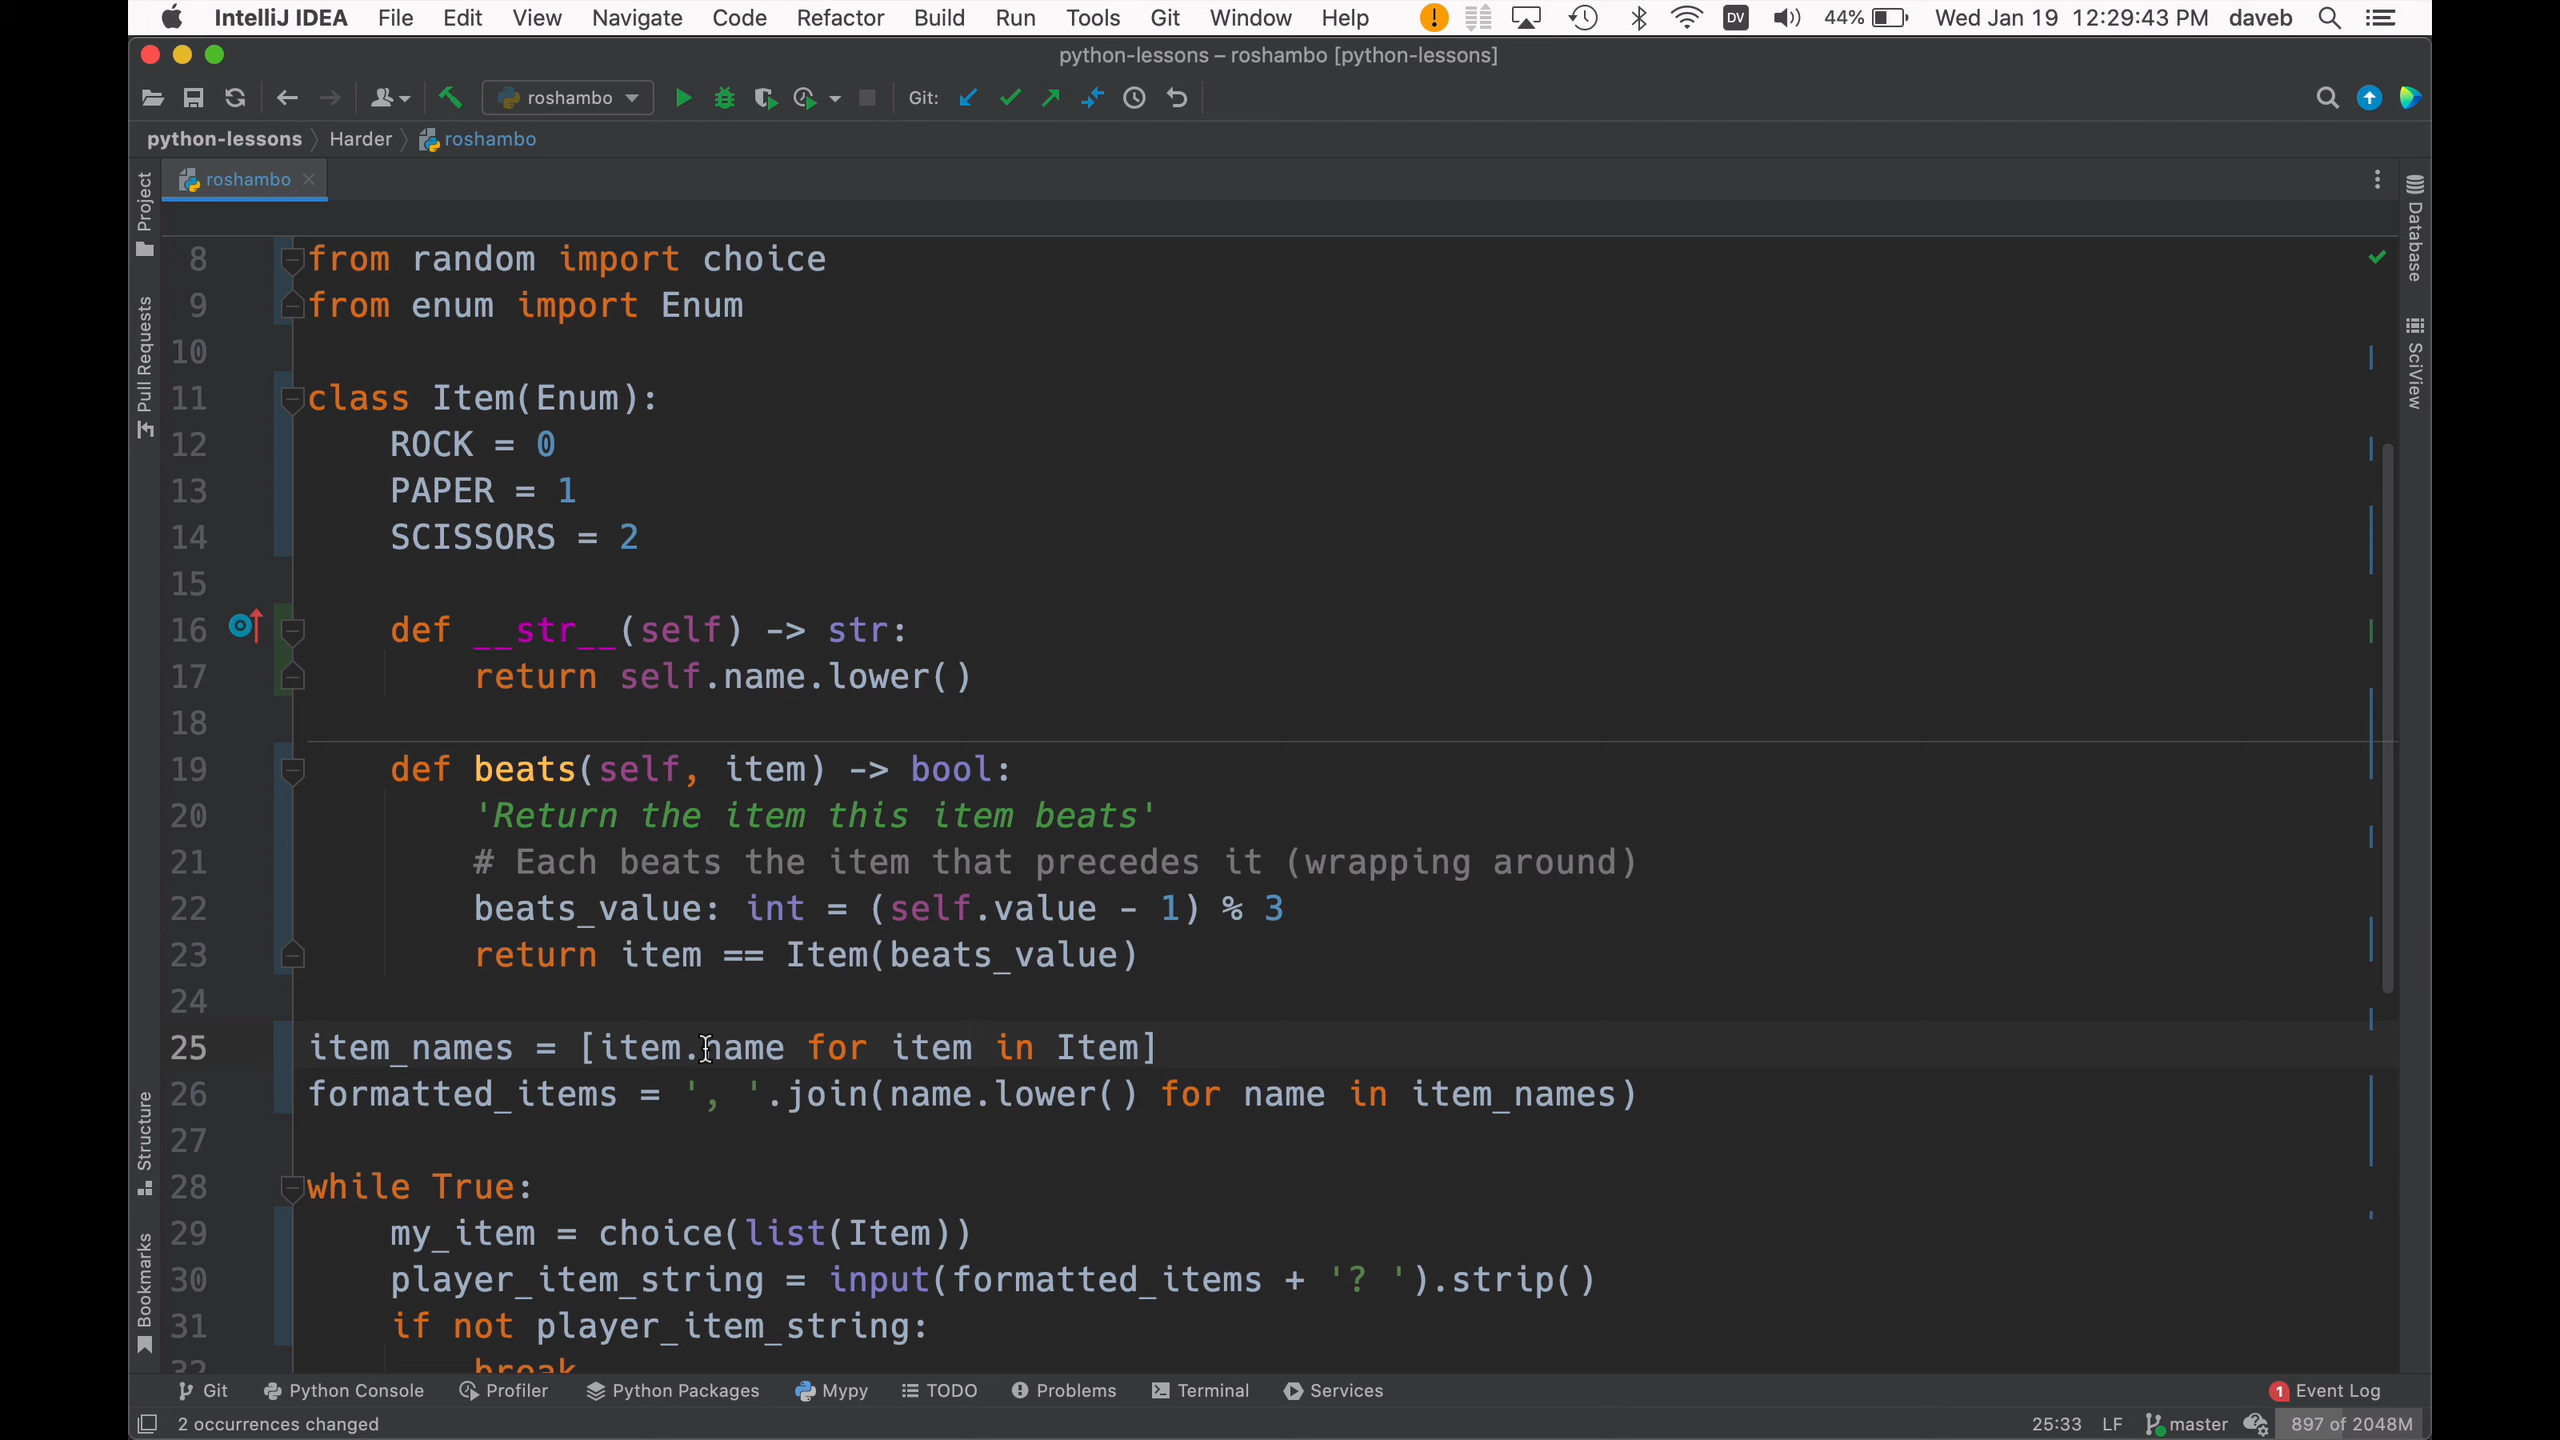 IntelliJ IDEA File Edit View Navigate Code Refactor Build Run Tools Git Window Help DV 44% Wed Jan 19 12:29:43 PM daveb
python-lessons – roshambo [python-lessons]
roshambo Git:
python-lessons Harder roshambo
roshambo
Project
Pull Requests
Structure
Bookmarks
Database
SciView
8 from random import choice
9 from enum import Enum
10
11 class Item(Enum):
12     ROCK = 0
13     PAPER = 1
14     SCISSORS = 2
15
16     def __str__(self) -> str:
17         return self.name.lower()
18
19     def beats(self, item) -> bool:
20         'Return the item this item beats'
21         # Each beats the item that precedes it (wrapping around)
22         beats_value: int = (self.value - 1) % 3
23         return item == Item(beats_value)
24
25 item_names = [item.name for item in Item]
26 formatted_items = ', '.join(name.lower() for name in item_names)
27
28 while True:
29     my_item = choice(list(Item))
30     player_item_string = input(formatted_items + '? ').strip()
31     if not player_item_string:
32         break
Git Python Console Profiler Python Packages Mypy TODO Problems Terminal Services 1 Event Log
2 occurrences changed 25:33 LF master 897 of 2048M